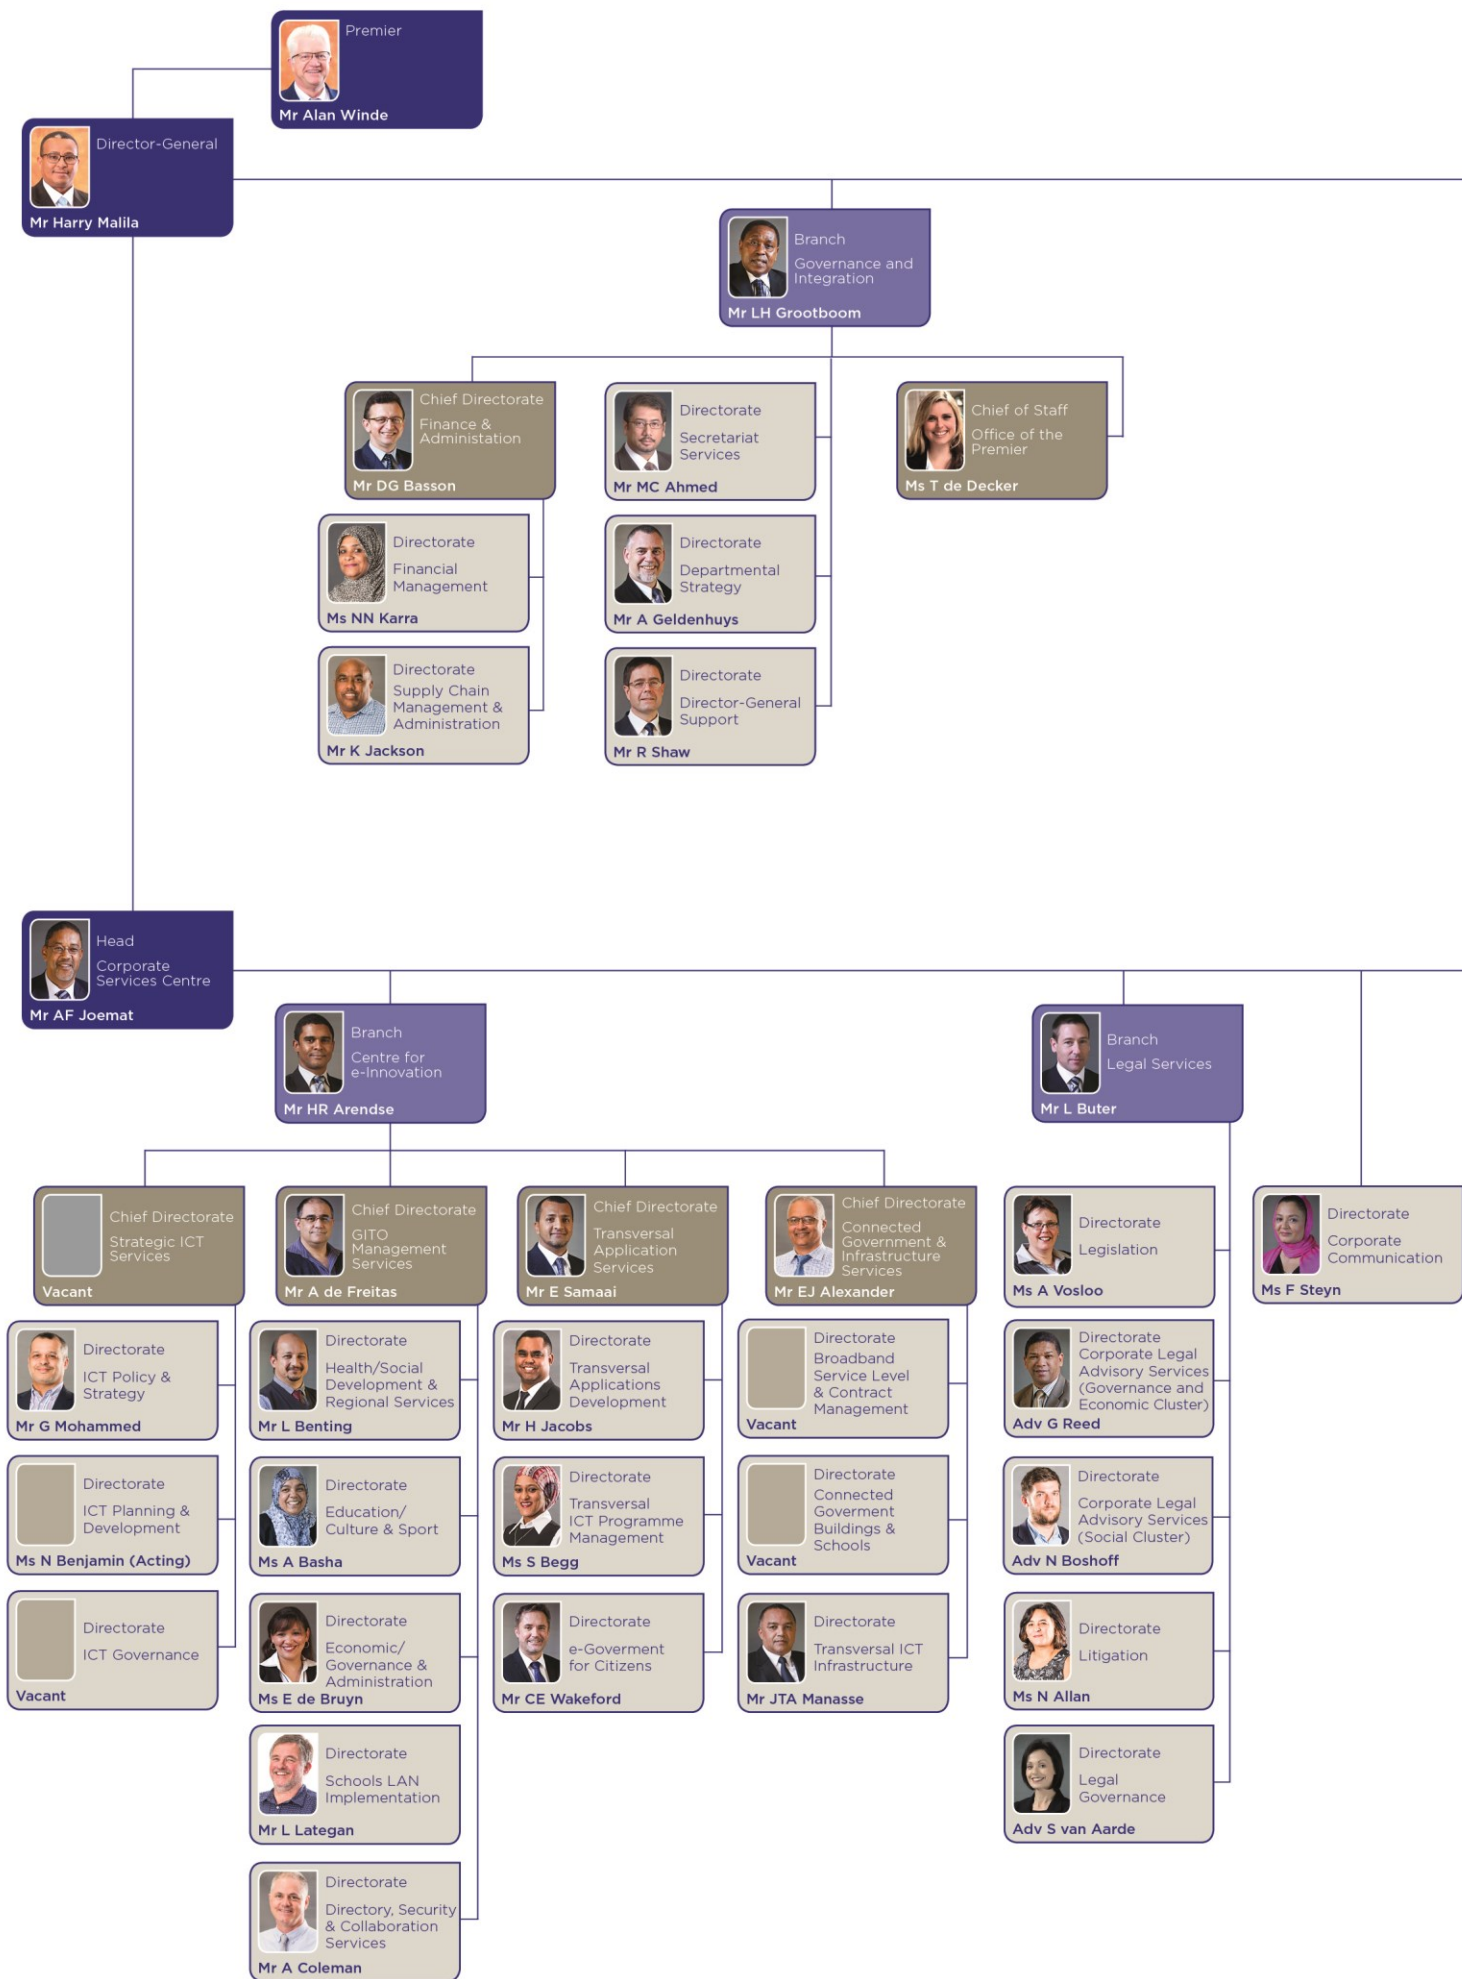 Premier
Mr Alan Winde
Director-General
Mr Harry Malila
Branch
Governance and
Integration
Mr LH Grootboom
Chief Directorate
Finance &
Administation
Mr DG Basson
Directorate
Secretariat
Services
Mr MC Ahmed
Chief of Staff
Office of the
Premier
Ms T de Decker
Directorate
Financial
Management
Ms NN Karra
Directorate
Departmental
Strategy
Mr A Geldenhuys
Directorate
Supply Chain
Management &
Administration
Mr K Jackson
Directorate
Director-General
Support
Mr R Shaw
Head
Corporate
Services Centre
Mr AF Joemat
Branch
Centre for
e-Innovation
Mr HR Arendse
Branch
Legal Services
Mr L Buter
Chief Directorate
Strategic ICT
Services
Vacant
Chief Directorate
GITO
Management
Services
Mr A de Freitas
Chief Directorate
Transversal
Application
Services
Mr E Samaai
Chief Directorate
Connected
Government &
Infrastructure
Services
Mr EJ Alexander
Directorate
Legislation
Ms A Vosloo
Directorate
Corporate
Communication
Ms F Steyn
Directorate
ICT Policy &
Strategy
Mr G Mohammed
Directorate
Health/Social
Development &
Regional Services
Mr L Benting
Directorate
Transversal
Applications
Development
Mr H Jacobs
Directorate
Broadband
Service Level
& Contract
Management
Vacant
Directorate
Corporate Legal
Advisory Services
(Governance and
Economic Cluster)
Adv G Reed
Directorate
ICT Planning &
Development
Ms N Benjamin (Acting)
Directorate
Education/
Culture & Sport
Ms A Basha
Directorate
Transversal
ICT Programme
Management
Ms S Begg
Directorate
Connected
Goverment
Buildings &
Schools
Vacant
Directorate
Corporate Legal
Advisory Services
(Social Cluster)
Adv N Boshoff
Directorate
ICT Governance
Vacant
Directorate
Economic/
Governance &
Administration
Ms E de Bruyn
Directorate
e-Goverment
for Citizens
Mr CE Wakeford
Directorate
Transversal ICT
Infrastructure
Mr JTA Manasse
Directorate
Litigation
Ms N Allan
Directorate
Schools LAN
Implementation
Mr L Lategan
Directorate
Legal
Governance
Adv S van Aarde
Directorate
Directory, Security
& Collaboration
Services
Mr A Coleman